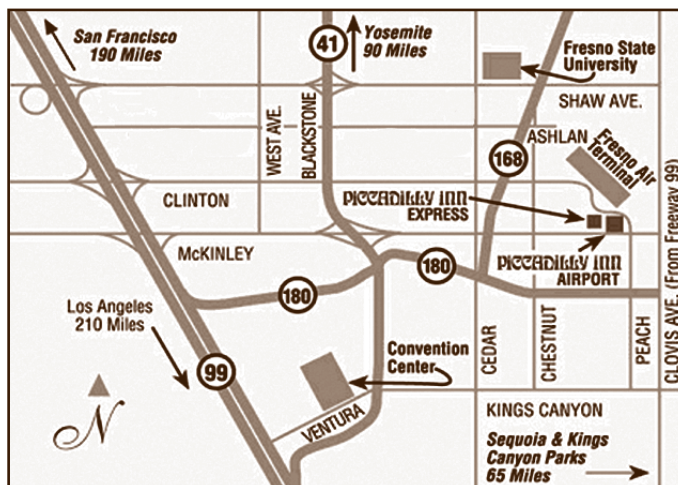 San Francisco
190 Miles
41
Yosemite
90 Miles
Fresno State
University
SHAW AVE.
WEST AVE.
BLACKSTONE
ASHLAN
168
Fresno Air
Terminal
CLINTON
PICCADILLY INN
EXPRESS
McKINLEY
180
180
PICCADILLY INN
AIRPORT
Los Angeles
210 Miles
99
Convention
Center
CEDAR
CHESTNUT
PEACH
CLOVIS AVE. (From Freeway 99)
N
VENTURA
KINGS CANYON
Sequoia & Kings
Canyon Parks
65 Miles